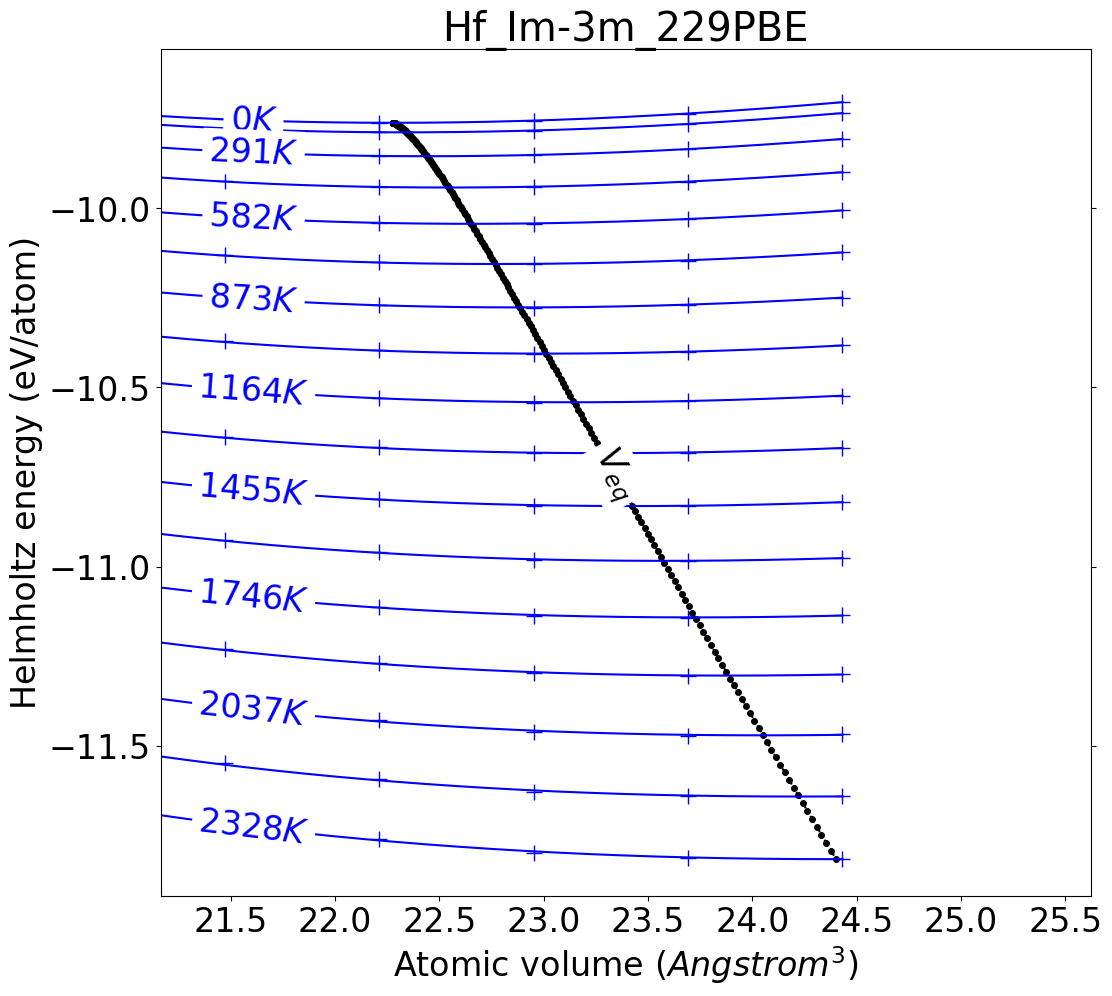 Hf_Im-3m_229PBE
Helmholtz energy (eV/atom)
−10.0
−10.5
−11.0
−11.5
0K
291K
582K
873K
1164K
1455K
1746K
2037K
2328K
V_eq
21.5 22.0 22.5 23.0 23.5 24.0 24.5 25.0 25.5
Atomic volume (Angstrom³)